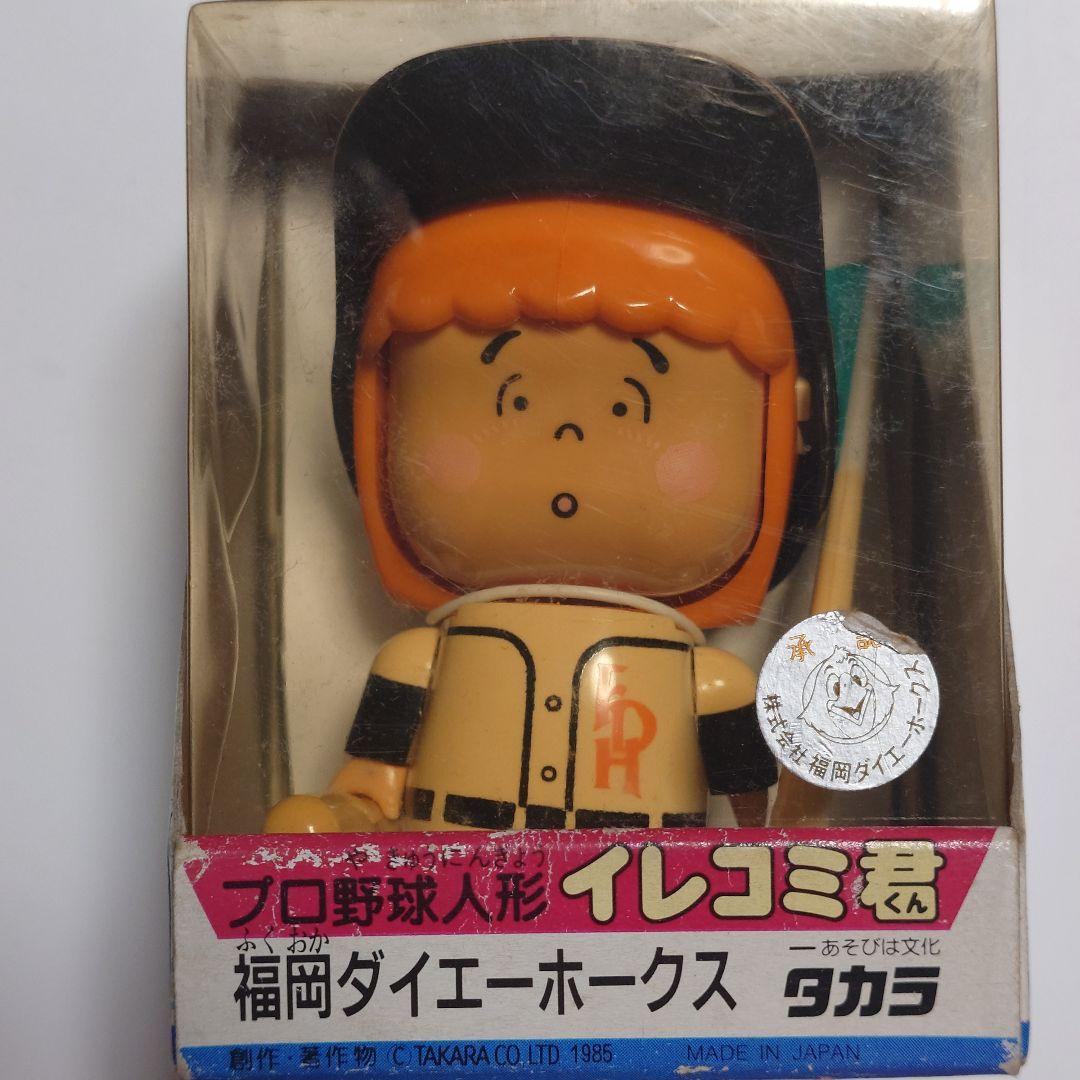 FDH
承認
株式会社福岡ダイエーホークス
や きゅうにんぎょう
プロ野球人形 イレコミ君
くん
ふく おか
福岡ダイエーホークス
―あそびは文化
タカラ
創作・著作物 ⒸTAKARA CO.LTD 1985 MADE IN JAPAN